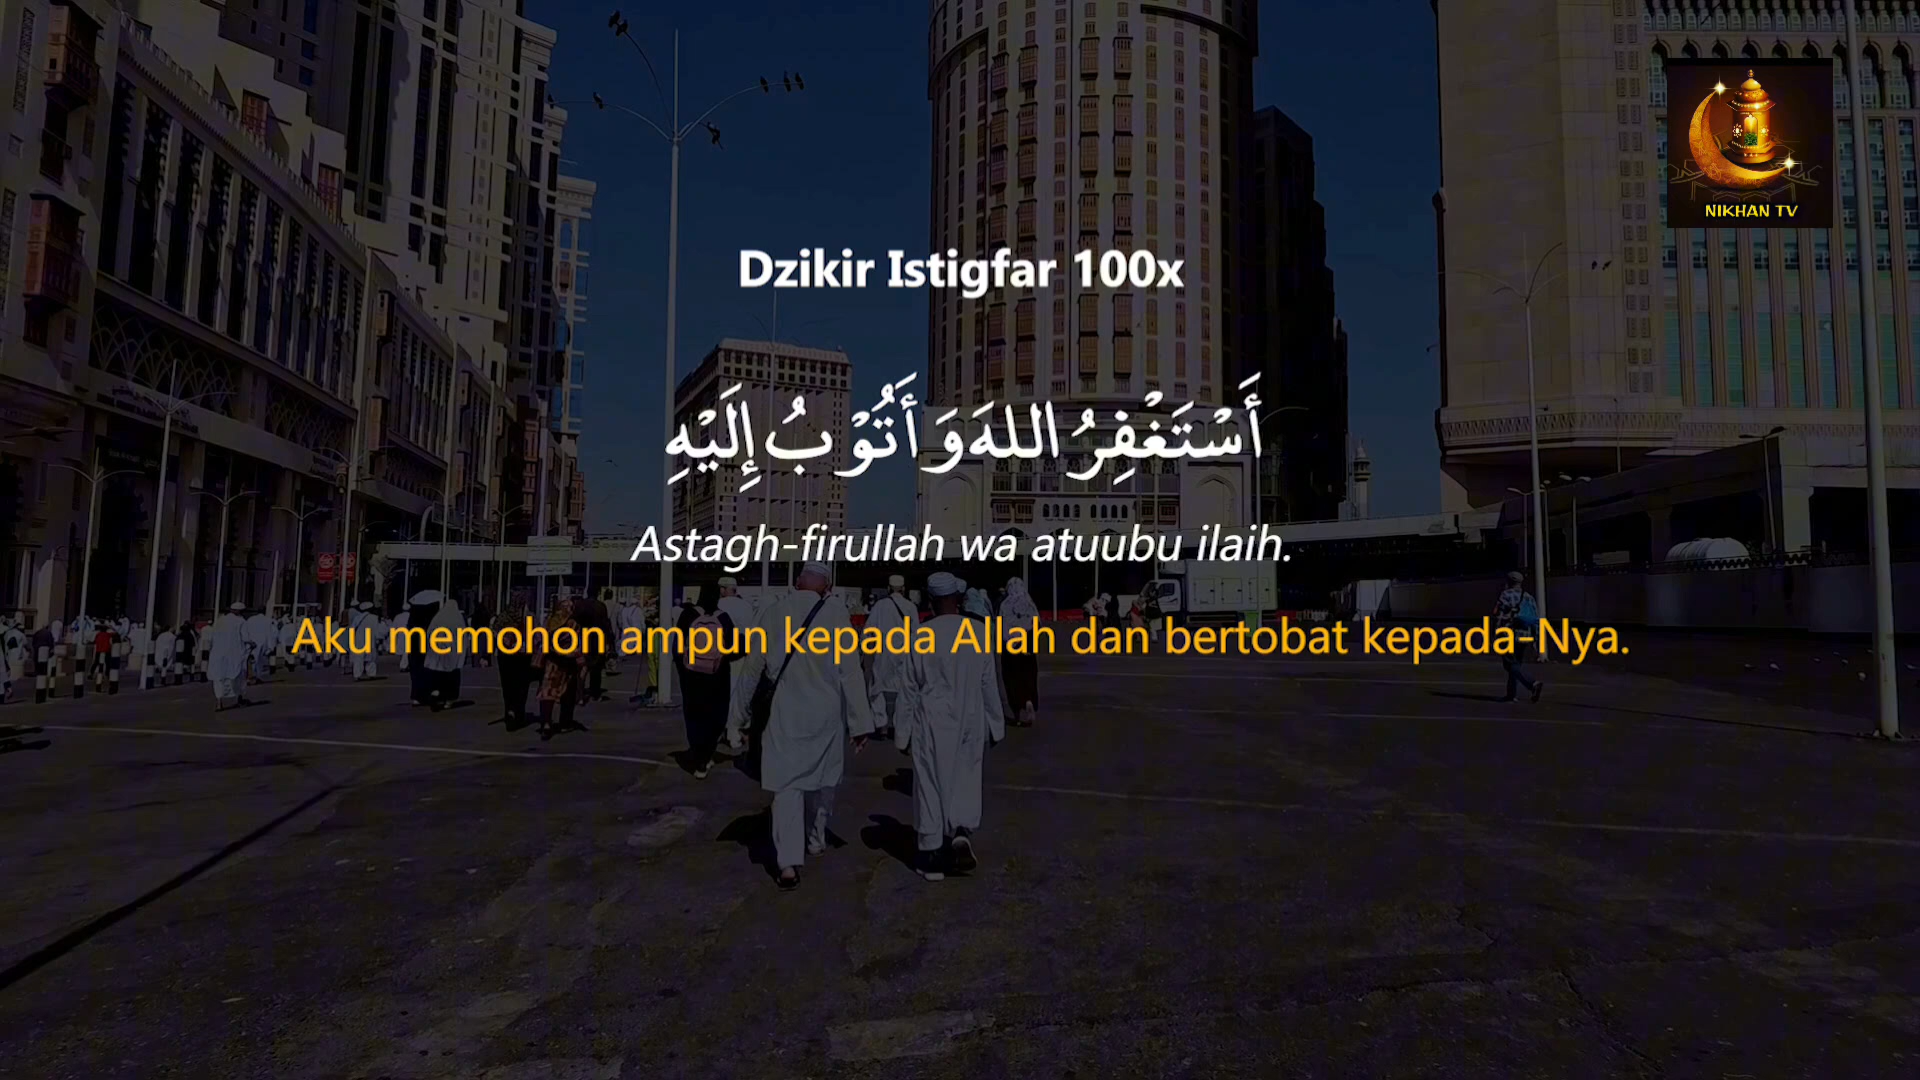 NIKHAN TV
Dzikir Istigfar 100x
أَسْتَغْفِرُ اللهَ وَ أَتُوْبُ إِلَيْهِ
Astagh-firullah wa atuubu ilaih.
Aku memohon ampun kepada Allah dan bertobat kepada-Nya.